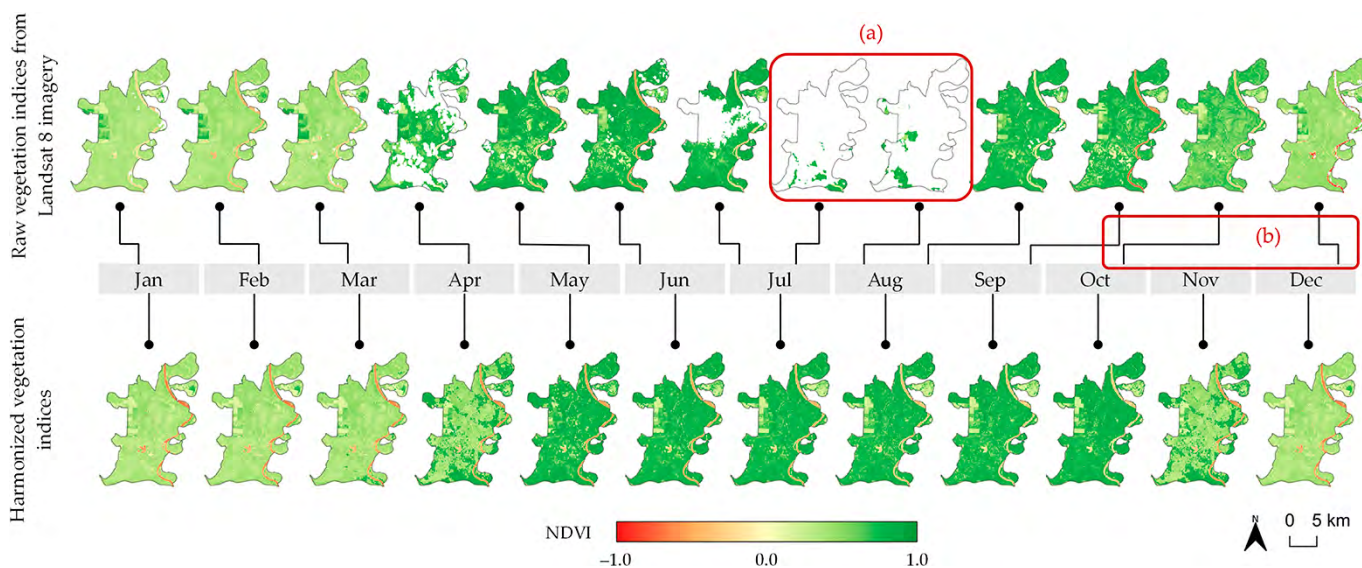 (a)
Raw vegetation indices from
Landsat 8 imagery
(b)
Jan Feb Mar Apr May Jun Jul Aug Sep Oct Nov Dec
Harmonized vegetation
indices
NDVI
−1.0 0.0 1.0
N
0 5 km